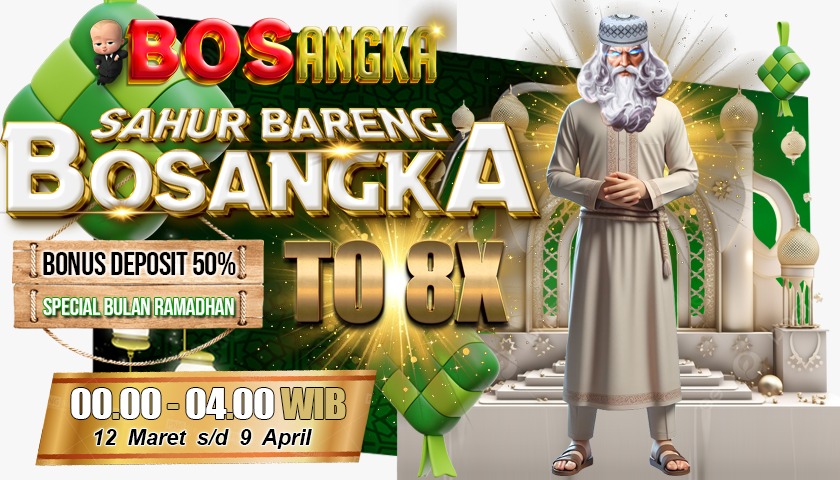 BOSANGKA
SAHUR BARENG
BOSANGKA
BONUS DEPOSIT 50%
SPECIAL BULAN RAMADHAN
TO 8X
00.00 - 04.00 WIB
12 Maret s/d 9 April